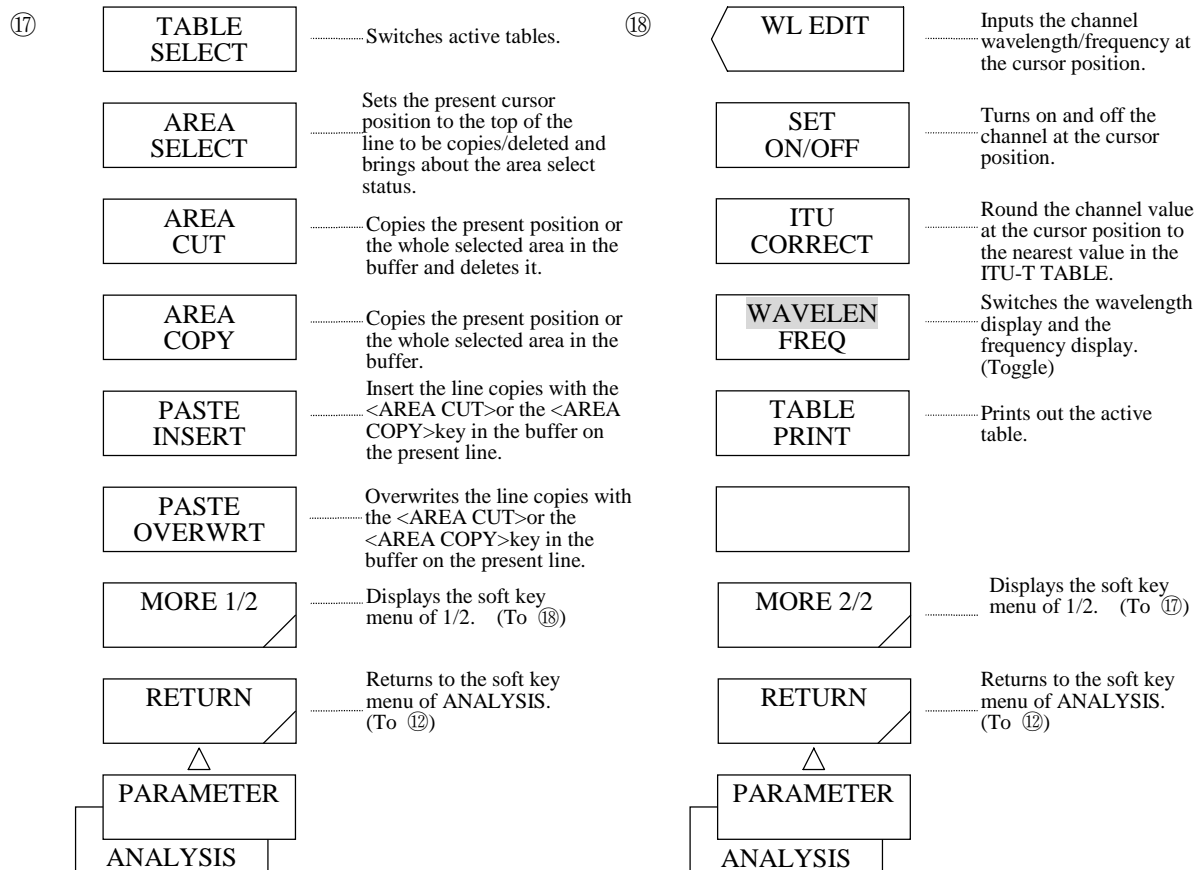 ⑰
TABLE
SELECT
Switches active tables.
AREA
SELECT
Sets the present cursor
position to the top of the
line to be copies/deleted and
brings about the area select
status.
AREA
CUT
Copies the present position or
the whole selected area in the
buffer and deletes it.
AREA
COPY
Copies the present position or
the whole selected area in the
buffer.
PASTE
INSERT
Insert the line copies with the
<AREA CUT>or the <AREA
COPY>key in the buffer on
the present line.
PASTE
OVERWRT
Overwrites the line copies with
the <AREA CUT>or the
<AREA COPY>key in the
buffer on the present line.
MORE 1/2
Displays the soft key
menu of 1/2. (To ⑱)
RETURN
Returns to the soft key
menu of ANALYSIS.
(To ⑫)
PARAMETER
ANALYSIS
⑱
WL EDIT
Inputs the channel
wavelength/frequency at
the cursor position.
SET
ON/OFF
Turns on and off the
channel at the cursor
position.
ITU
CORRECT
Round the channel value
at the cursor position to
the nearest value in the
ITU-T TABLE.
WAVELEN
FREQ
Switches the wavelength
display and the
frequency display.
(Toggle)
TABLE
PRINT
Prints out the active
table.
MORE 2/2
Displays the soft key
menu of 1/2. (To ⑰)
RETURN
Returns to the soft key
menu of ANALYSIS.
(To ⑫)
PARAMETER
ANALYSIS